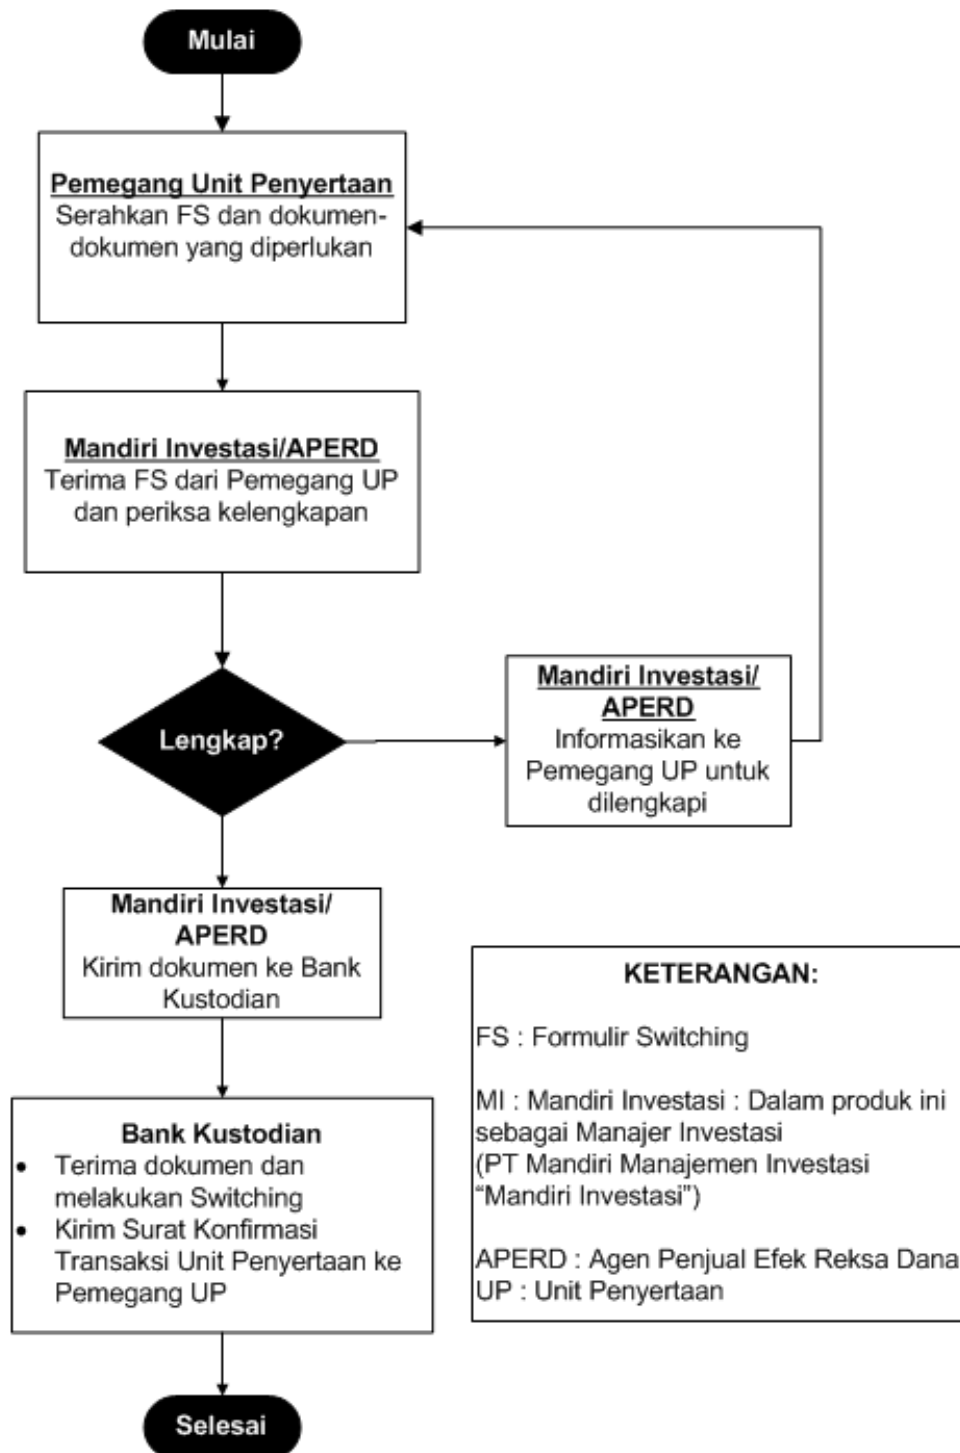 Mulai
Pemegang Unit Penyertaan
Serahkan FS dan dokumen-
dokumen yang diperlukan
Mandiri Investasi/APERD
Terima FS dari Pemegang UP
dan periksa kelengkapan
Lengkap?
Mandiri Investasi/
APERD
Informasikan ke
Pemegang UP untuk
dilengkapi
Mandiri Investasi/
APERD
Kirim dokumen ke Bank
Kustodian
Bank Kustodian
• Terima dokumen dan
melakukan Switching
• Kirim Surat Konfirmasi
Transaksi Unit Penyertaan ke
Pemegang UP
Selesai
KETERANGAN:
FS : Formulir Switching
MI : Mandiri Investasi : Dalam produk ini
sebagai Manajer Investasi
(PT Mandiri Manajemen Investasi
“Mandiri Investasi”)
APERD : Agen Penjual Efek Reksa Dana
UP : Unit Penyertaan